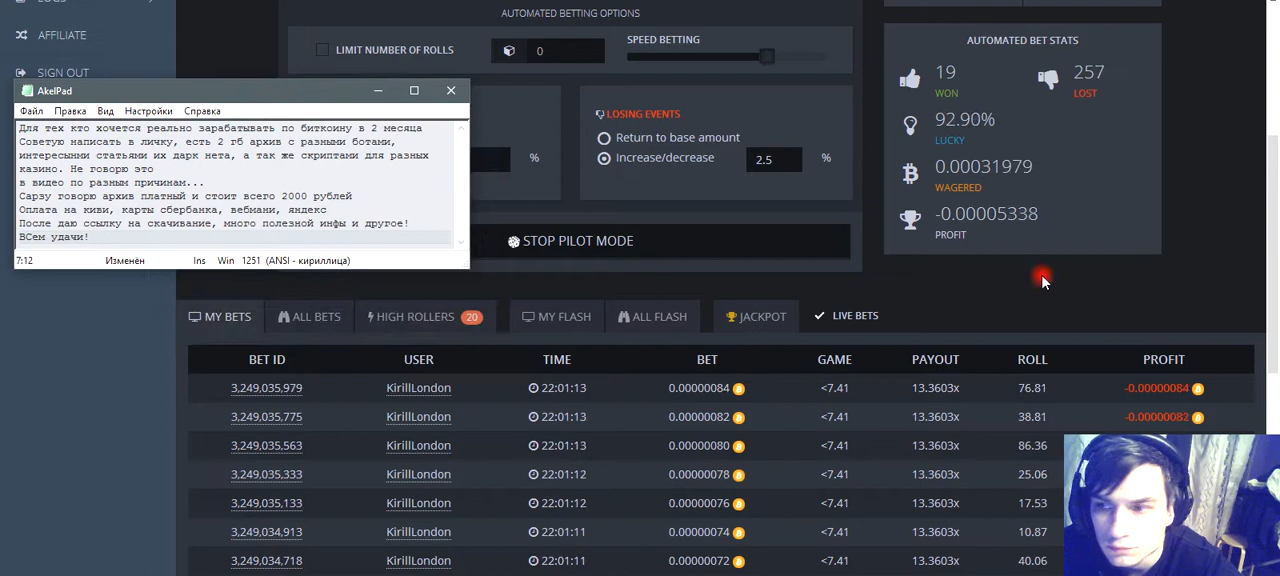 LOGS
AFFILIATE
SIGN OUT
AUTOMATED BETTING OPTIONS
LIMIT NUMBER OF ROLLS
0
SPEED BETTING
LOSING EVENTS
Return to base amount
Increase/decrease
2.5
%
%
STOP PILOT MODE
AUTOMATED BET STATS
19
WON
257
LOST
92.90%
LUCKY
0.00031979
WAGERED
-0.00005338
PROFIT
AkelPad
Файл Правка Вид Настройки Справка
Для тех кто хочется реально зарабатывать по биткоину в 2 месяца
Советую написать в личку, есть 2 гб архив с разными ботами,
интересыними статьями их дарк нета, а так же скриптами для разных
казино. Не говорю это
в видео по разным причинам...
Сарзу говорю архив платный и стоит всего 2000 рублей
Оплата на киви, карты сбербанка, вебмани, яндекс
После даю ссылку на скачивание, много полезной инфы и другое!
ВСем удачи!
7:12 Изменён Ins Win 1251 (ANSI - кириллица)
MY BETS ALL BETS HIGH ROLLERS 20 MY FLASH ALL FLASH JACKPOT LIVE BETS
BET ID USER TIME BET GAME PAYOUT ROLL PROFIT
3,249,035,979 KirillLondon 22:01:13 0.00000084 <7.41 13.3603x 76.81 -0.00000084
3,249,035,775 KirillLondon 22:01:13 0.00000082 <7.41 13.3603x 38.81 -0.00000082
3,249,035,563 KirillLondon 22:01:13 0.00000080 <7.41 13.3603x 86.36
3,249,035,333 KirillLondon 22:01:12 0.00000078 <7.41 13.3603x 25.06
3,249,035,133 KirillLondon 22:01:12 0.00000076 <7.41 13.3603x 17.53
3,249,034,913 KirillLondon 22:01:11 0.00000074 <7.41 13.3603x 10.87
3,249,034,718 KirillLondon 22:01:11 0.00000072 <7.41 13.3603x 40.06